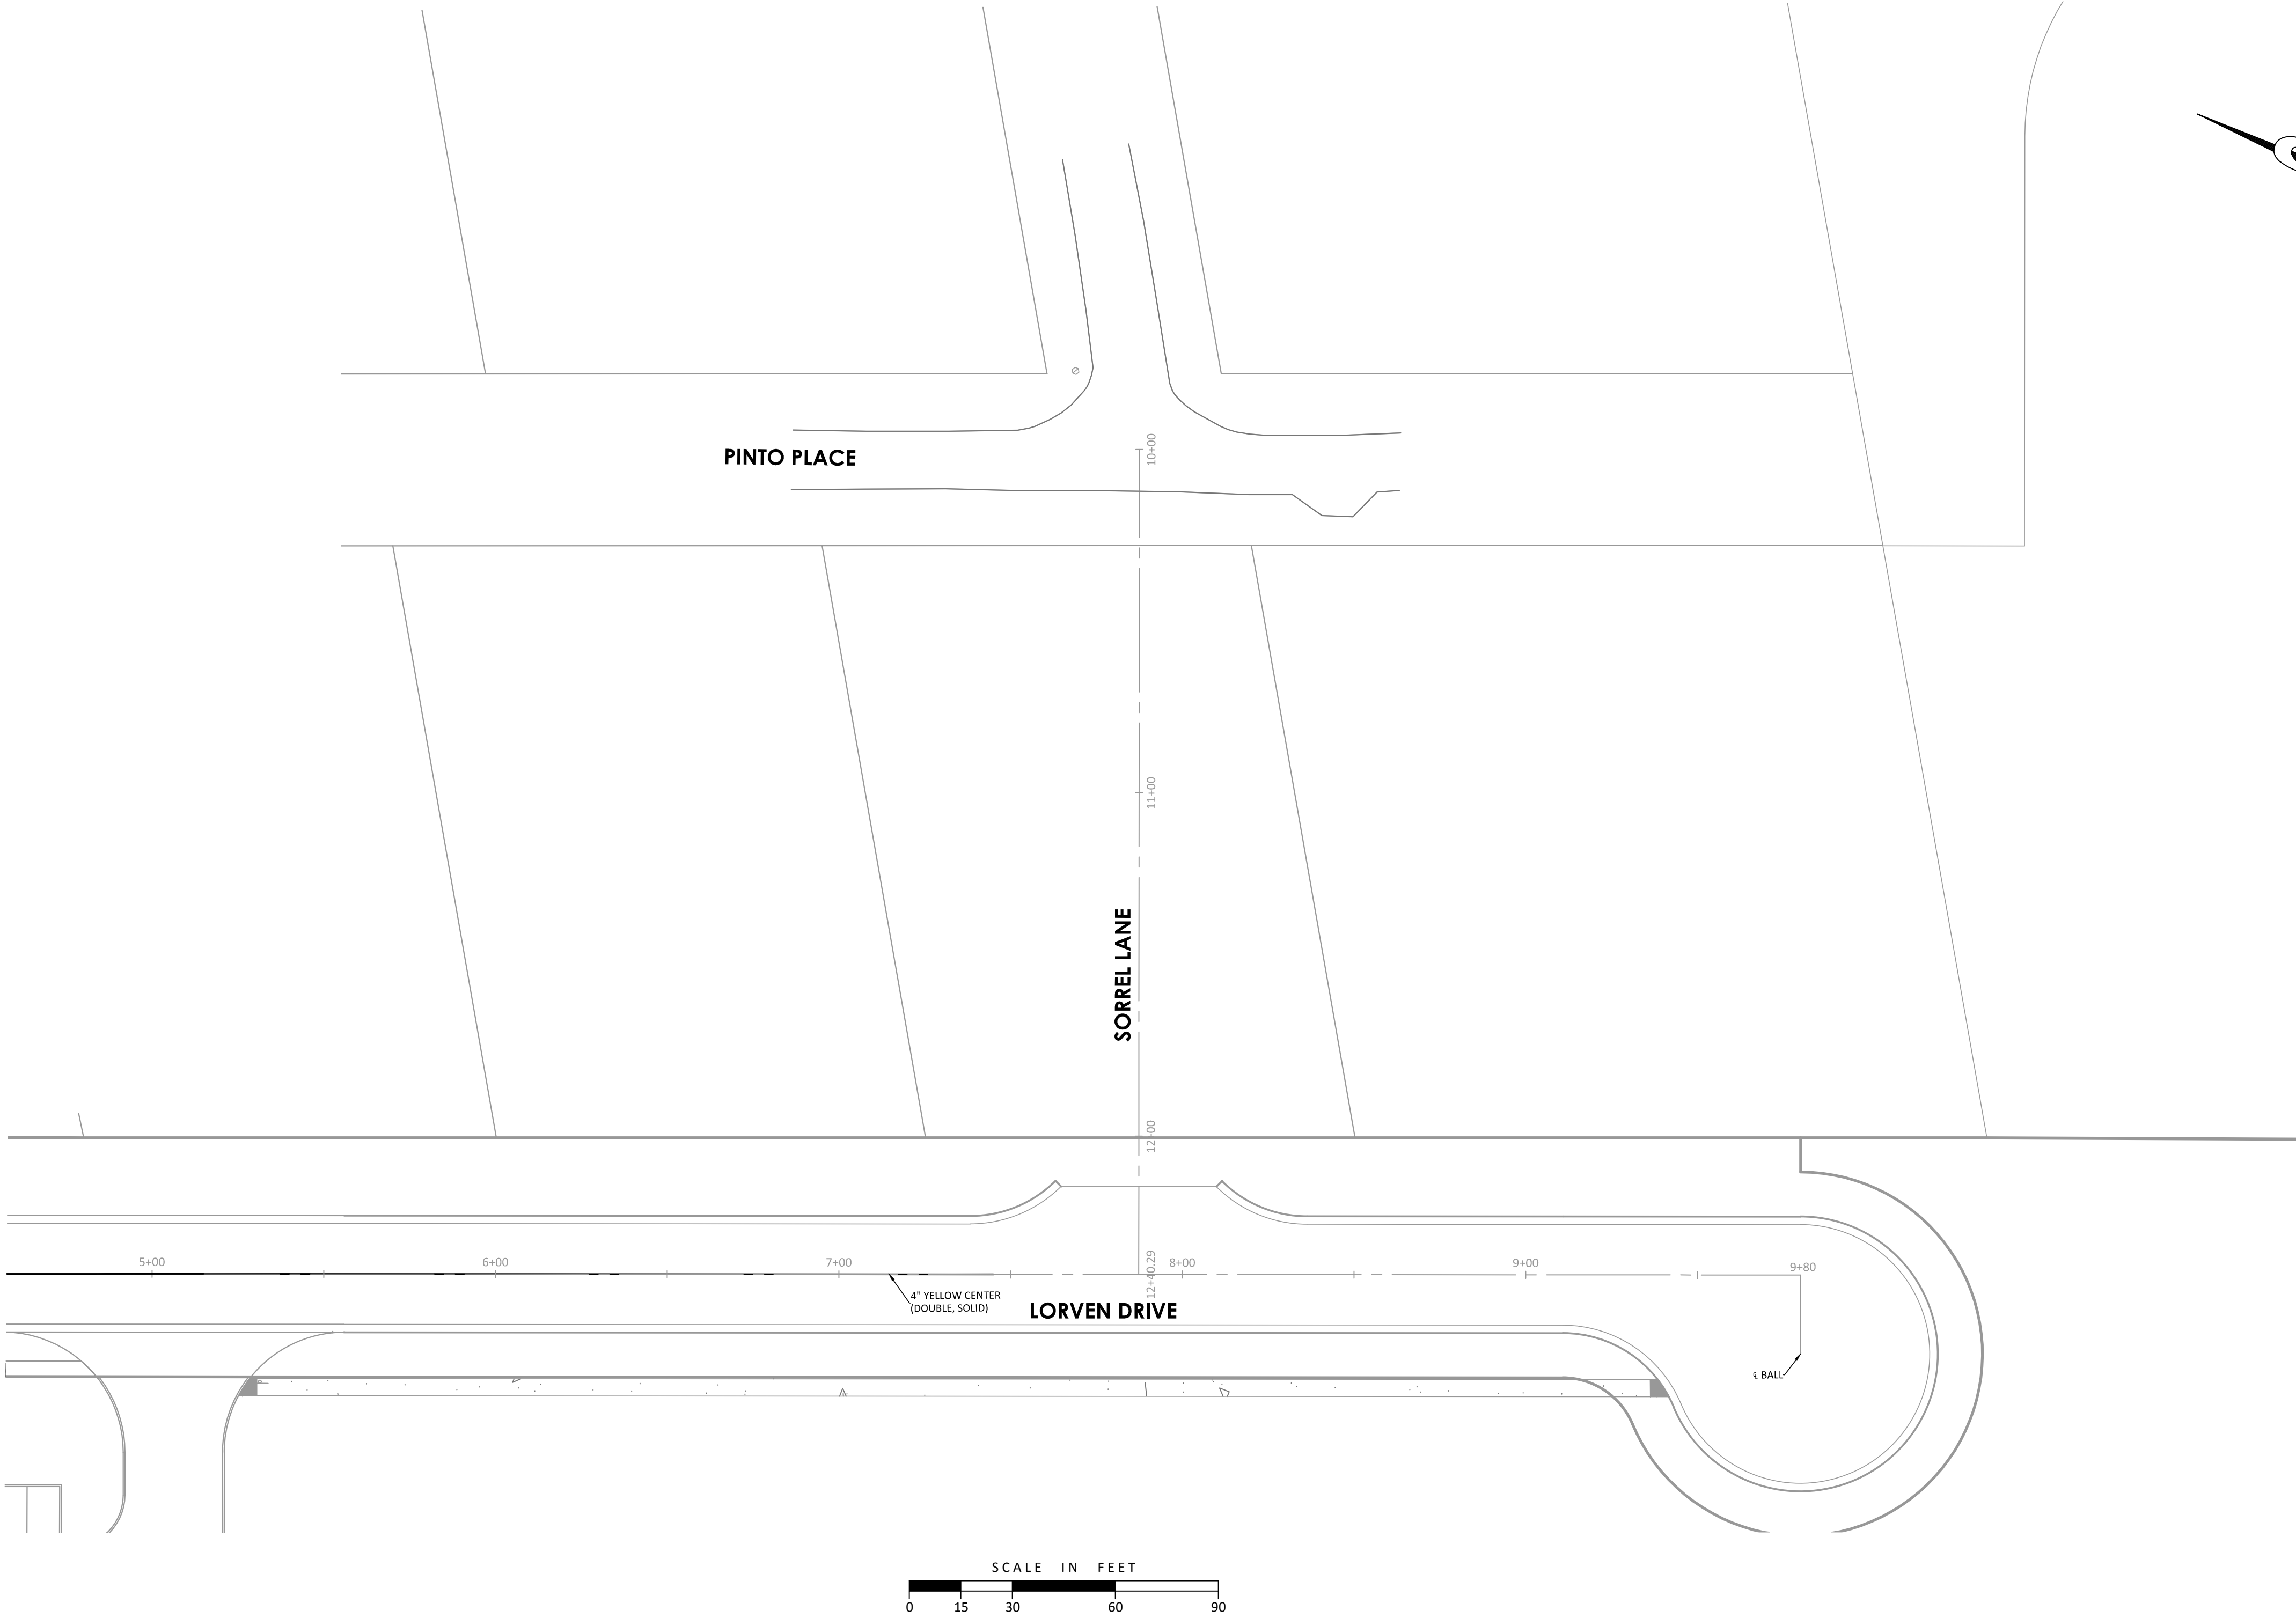 10+00
PINTO PLACE
11+00
SORREL LANE
12+00
5+00
6+00
7+00
12+40.29
8+00
9+00
9+80
4" YELLOW CENTER
(DOUBLE, SOLID)
LORVEN DRIVE
℄ BALL
SCALE IN FEET
0 15 30 60 90